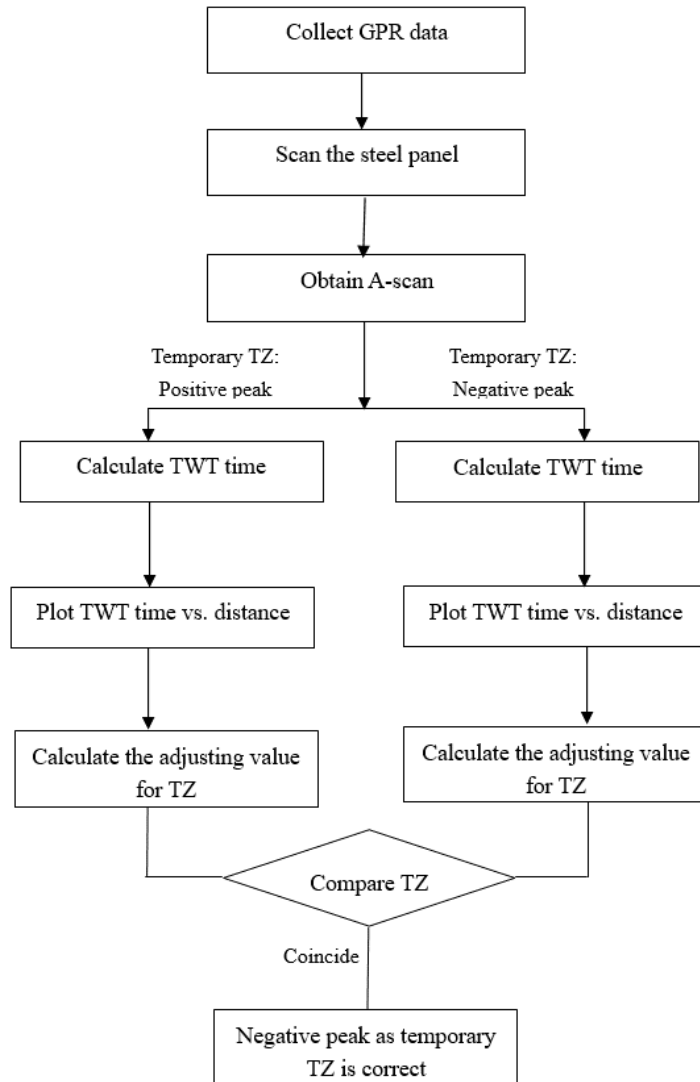 Collect GPR data
Scan the steel panel
Obtain A-scan
Temporary TZ:
Positive peak
Temporary TZ:
Negative peak
Calculate TWT time
Calculate TWT time
Plot TWT time vs. distance
Plot TWT time vs. distance
Calculate the adjusting value
for TZ
Calculate the adjusting value
for TZ
Compare TZ
Coincide
Negative peak as temporary
TZ is correct